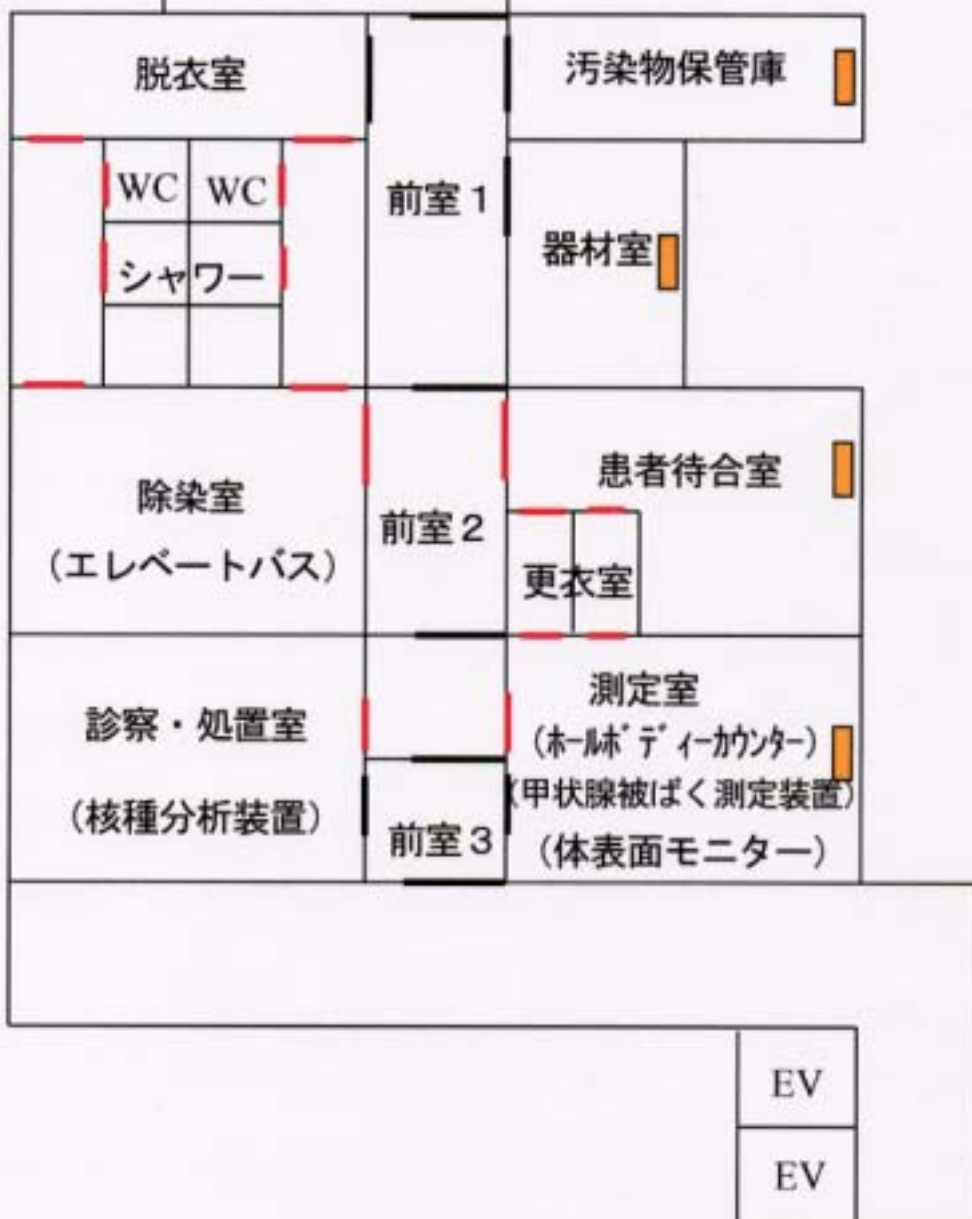 脱衣室
汚染物保管庫
WC
WC
前室1
シャワー
器材室
除染室
(エレベートバス)
前室2
患者待合室
更衣室
診察・処置室
(核種分析装置)
前室3
測定室
(ホールボディーカウンター)
(甲状腺被ばく測定装置)
(体表面モニター)
EV
EV